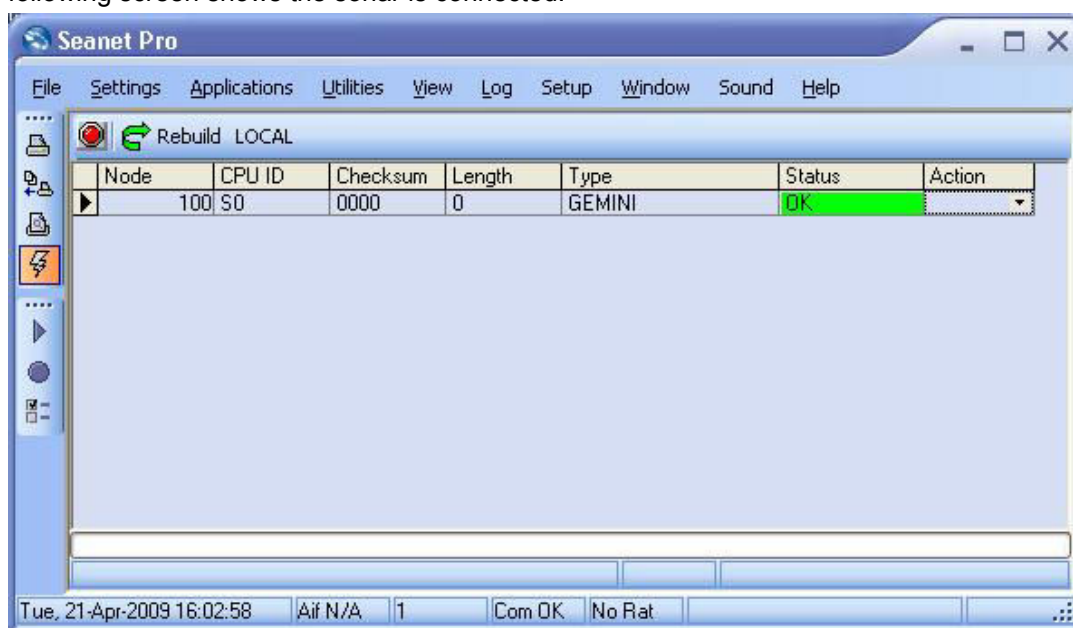 following screen shows the serial is connected.
Seanet Pro
File Settings Applications Utilities View Log Setup Window Sound Help
Rebuild LOCAL
Node CPU ID Checksum Length Type Status Action
100 S0 0000 0 GEMINI OK
Tue, 21-Apr-2009 16:02:58 Aif N/A 1 Com OK No Rat